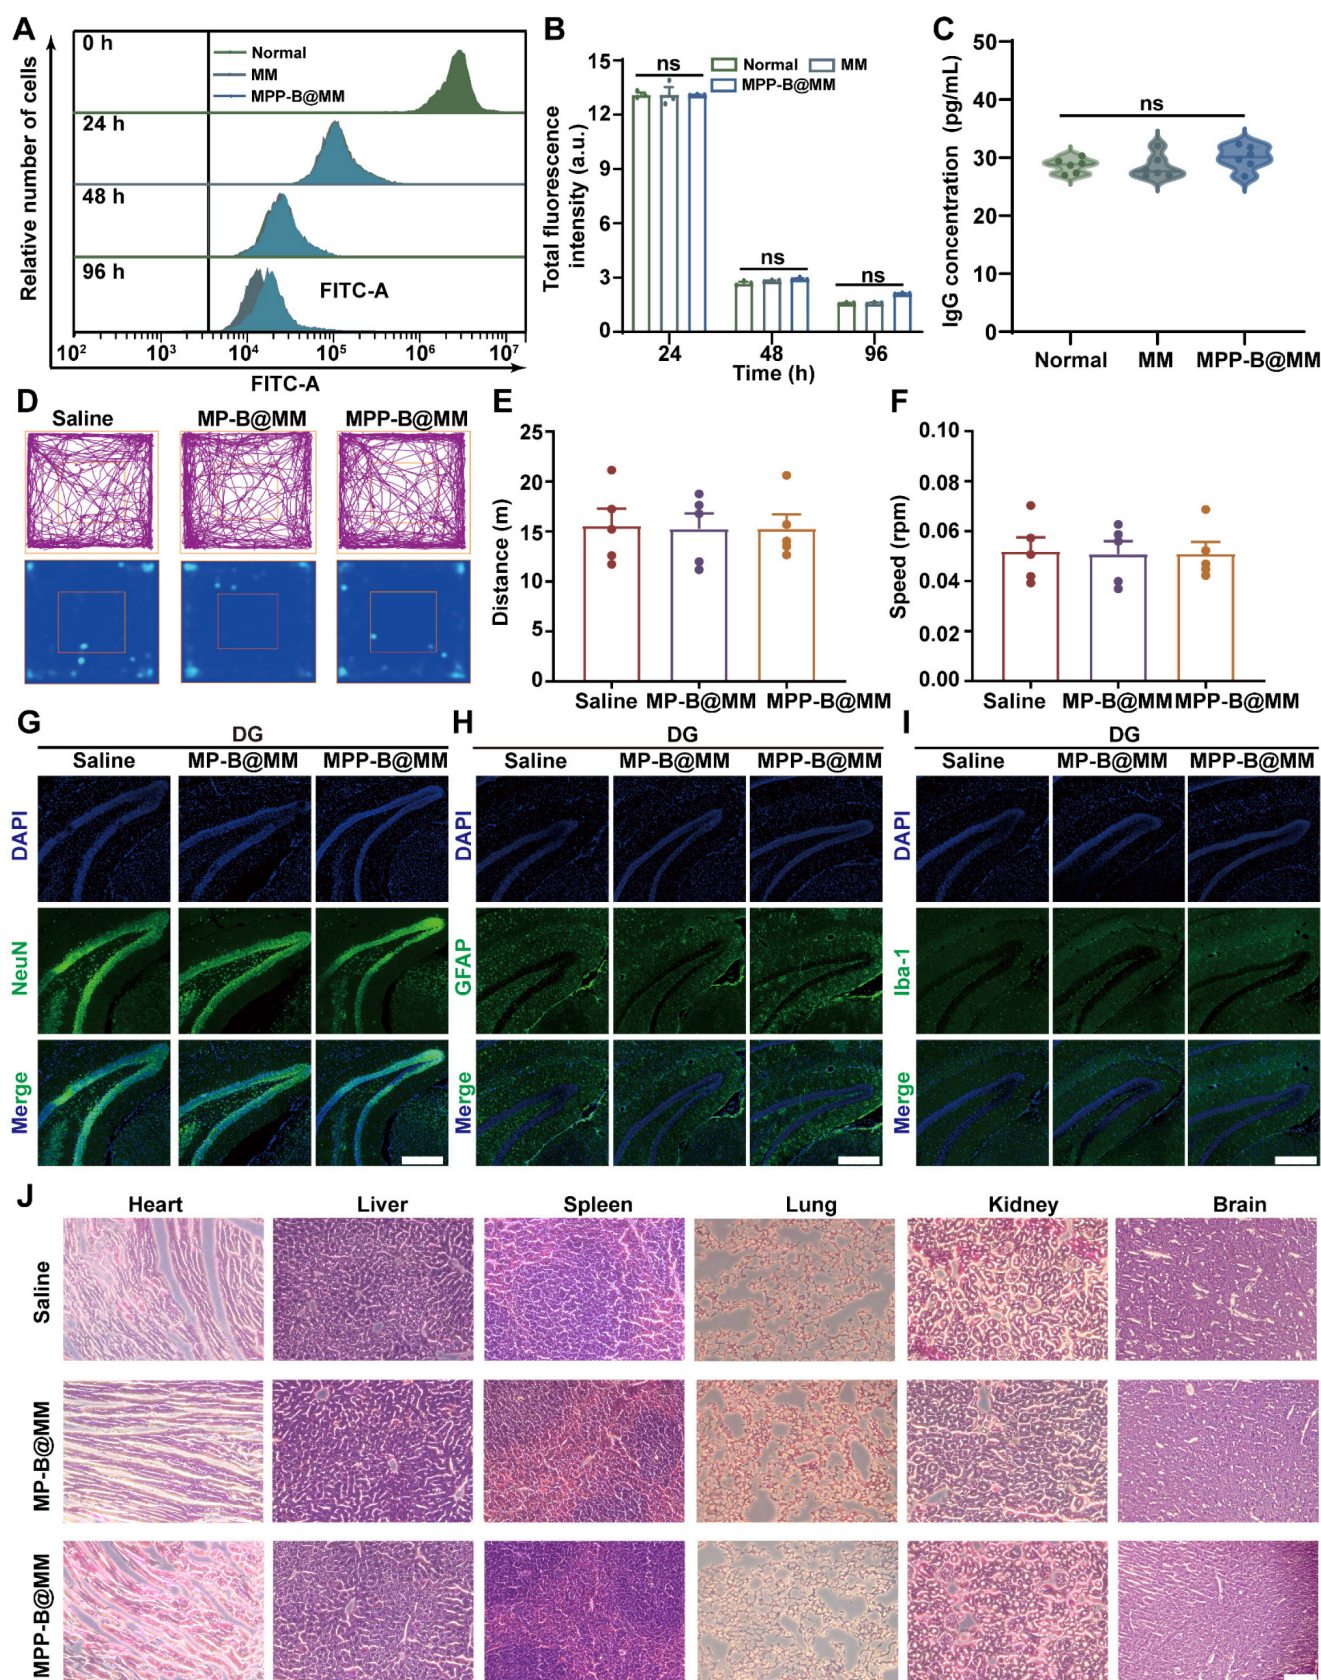 A
Relative number of cells
0 h
24 h
48 h
96 h
Normal
MM
MPP-B@MM
FITC-A
10² 10³ 10⁴ 10⁵ 10⁶ 10⁷
FITC-A
B
Total fluorescence
intensity (a.u.)
15
12
9
6
3
0
ns
ns
ns
Normal MM
MPP-B@MM
24 48 96
Time (h)
C
IgG concentration (pg/mL)
50
40
30
20
10
0
ns
Normal MM MPP-B@MM
D
Saline MP-B@MM MPP-B@MM
E
Distance (m)
25
20
15
10
5
0
Saline MP-B@MM MPP-B@MM
F
Speed (rpm)
0.10
0.08
0.06
0.04
0.02
0.00
Saline MP-B@MM MPP-B@MM
G
DG
Saline MP-B@MM MPP-B@MM
DAPI
NeuN
Merge
H
DG
Saline MP-B@MM MPP-B@MM
DAPI
GFAP
Merge
I
DG
Saline MP-B@MM MPP-B@MM
DAPI
Iba-1
Merge
J
Heart Liver Spleen Lung Kidney Brain
Saline
MP-B@MM
MPP-B@MM